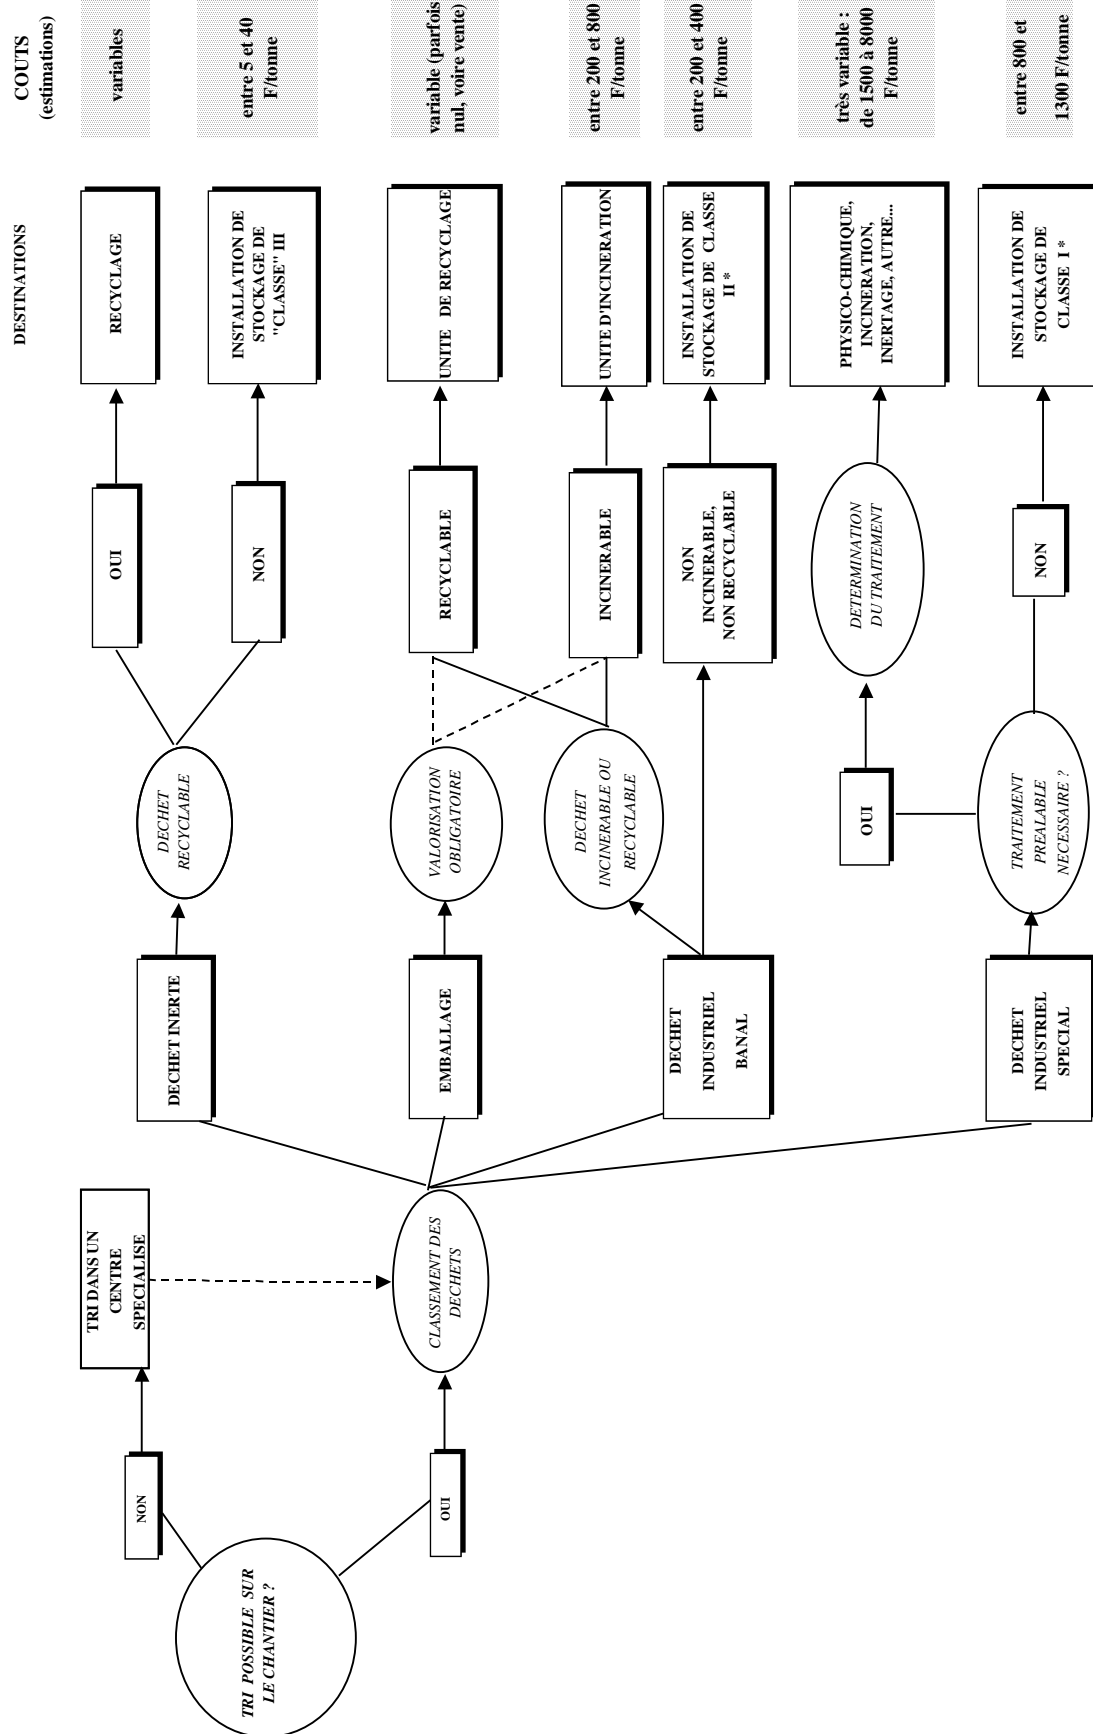 TRI POSSIBLE SUR
LE CHANTIER ?
NON
OUI
TRI DANS UN
CENTRE
SPECIALISE
CLASSEMENT DES
DECHETS
DECHET INERTE
EMBALLAGE
DECHET
INDUSTRIEL
BANAL
DECHET
INDUSTRIEL
SPECIAL
DECHET
RECYCLABLE
VALORISATION
OBLIGATOIRE
DECHET
INCINERABLE OU
RECYCLABLE
TRAITEMENT
PREALABLE
NECESSAIRE ?
OUI
NON
RECYCLABLE
INCINERABLE
NON
INCINERABLE,
NON RECYCLABLE
OUI
DETERMINATION
DU TRAITEMENT
NON
DESTINATIONS
RECYCLAGE
INSTALLATION DE
STOCKAGE DE
"CLASSE" III
UNITE DE RECYCLAGE
UNITE D'INCINERATION
INSTALLATION DE
STOCKAGE DE CLASSE
II *
PHYSICO-CHIMIQUE,
INCINERATION,
INERTAGE, AUTRE...
INSTALLATION DE
STOCKAGE DE
CLASSE I *
COUTS
(estimations)
variables
entre 5 et 40
F/tonne
variable (parfois
nul, voire vente)
entre 200 et 800
F/tonne
entre 200 et 400
F/tonne
très variable :
de 1500 à 8000
F/tonne
entre 800 et
1300 F/tonne